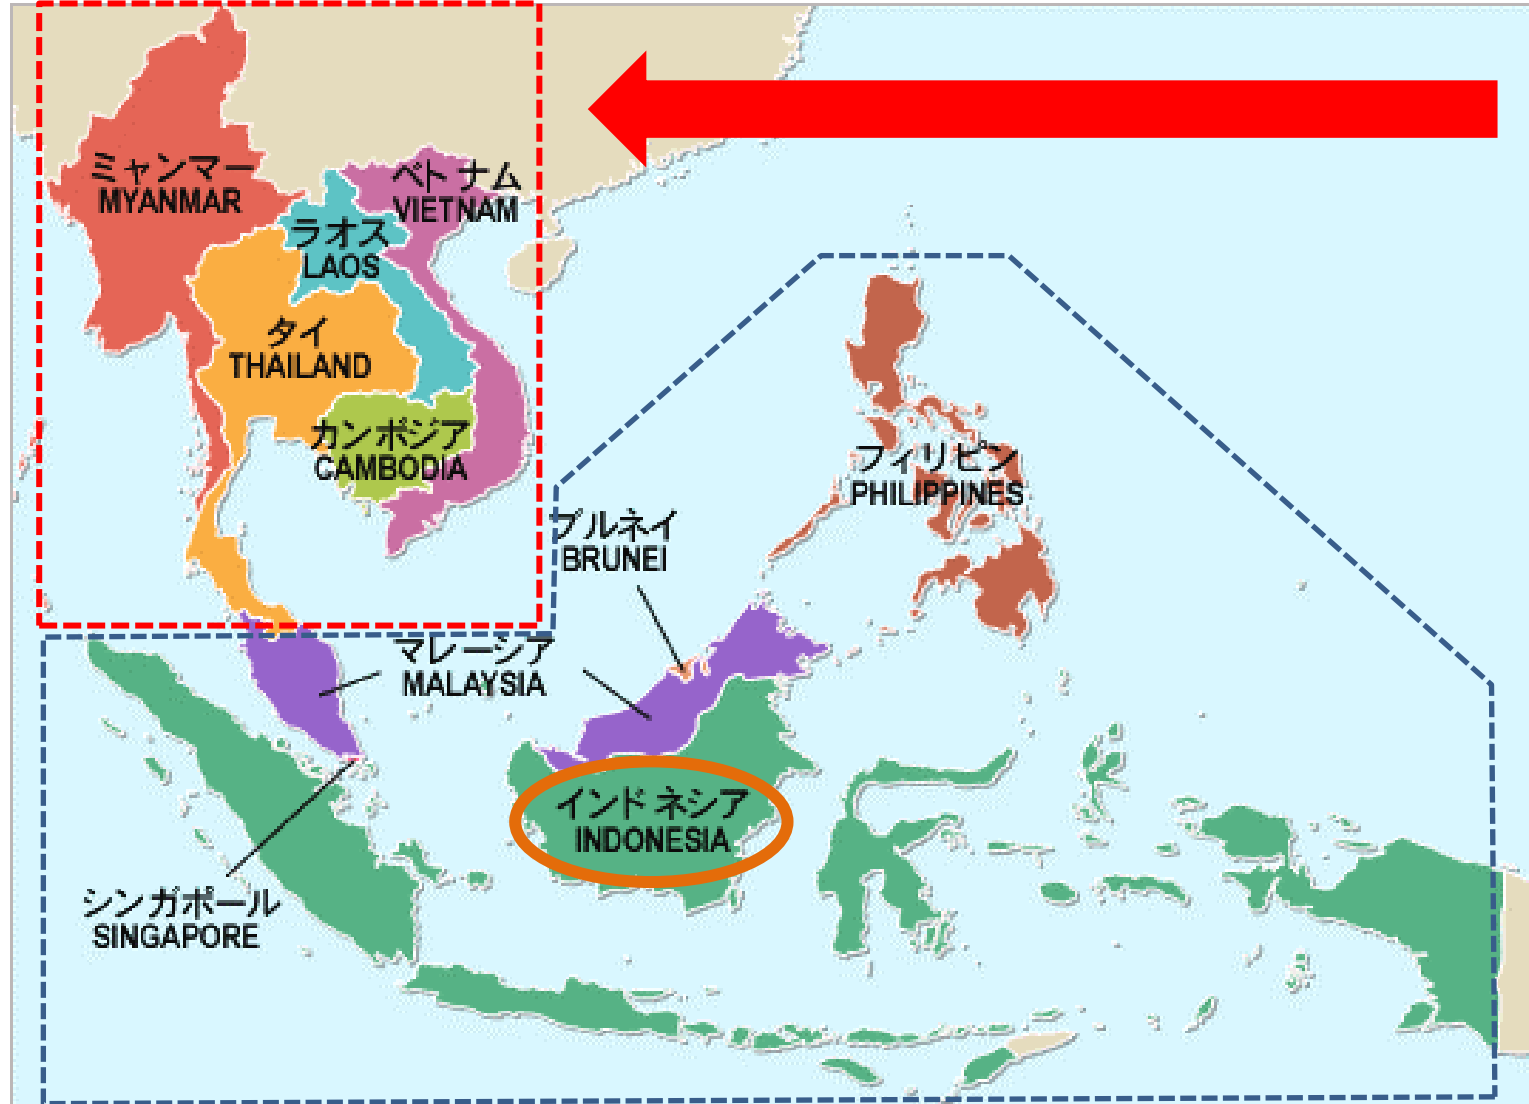 ミャンマー
MYANMAR
ベトナム
VIETNAM
ラオス
LAOS
タイ
THAILAND
カンボジア
CAMBODIA
フィリピン
PHILIPPINES
ブルネイ
BRUNEI
マレーシア
MALAYSIA
インドネシア
INDONESIA
シンガポール
SINGAPORE